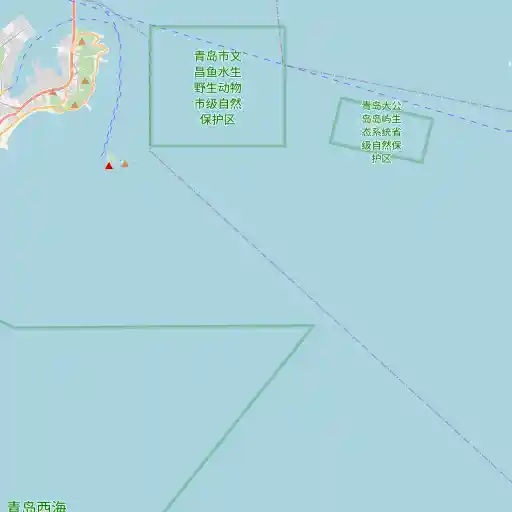 青岛市文
昌鱼水生
野生动物
市级自然
保护区
青岛大公
岛岛屿生
态系统省
级自然保
护区
青岛西海